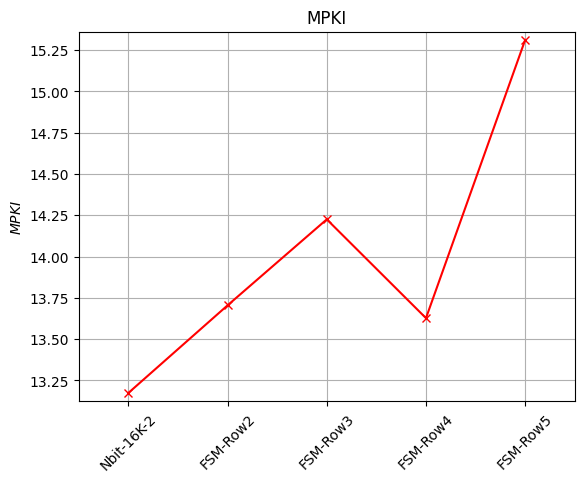 MPKI
15.25
15.00
14.75
14.50
14.25
14.00
13.75
13.50
13.25
MPKI
Nbit-16K-2
FSM-Row2
FSM-Row3
FSM-Row4
FSM-Row5